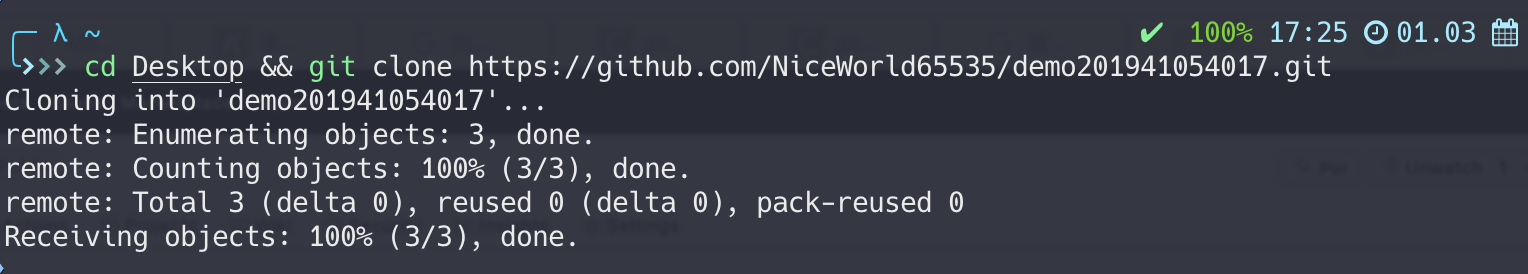 λ ~ ✔ 100% 17:25 01.03
❯❯❯ cd Desktop && git clone https://github.com/NiceWorld65535/demo201941054017.git
Cloning into 'demo201941054017'...
remote: Enumerating objects: 3, done.
remote: Counting objects: 100% (3/3), done.
remote: Total 3 (delta 0), reused 0 (delta 0), pack-reused 0
Receiving objects: 100% (3/3), done.